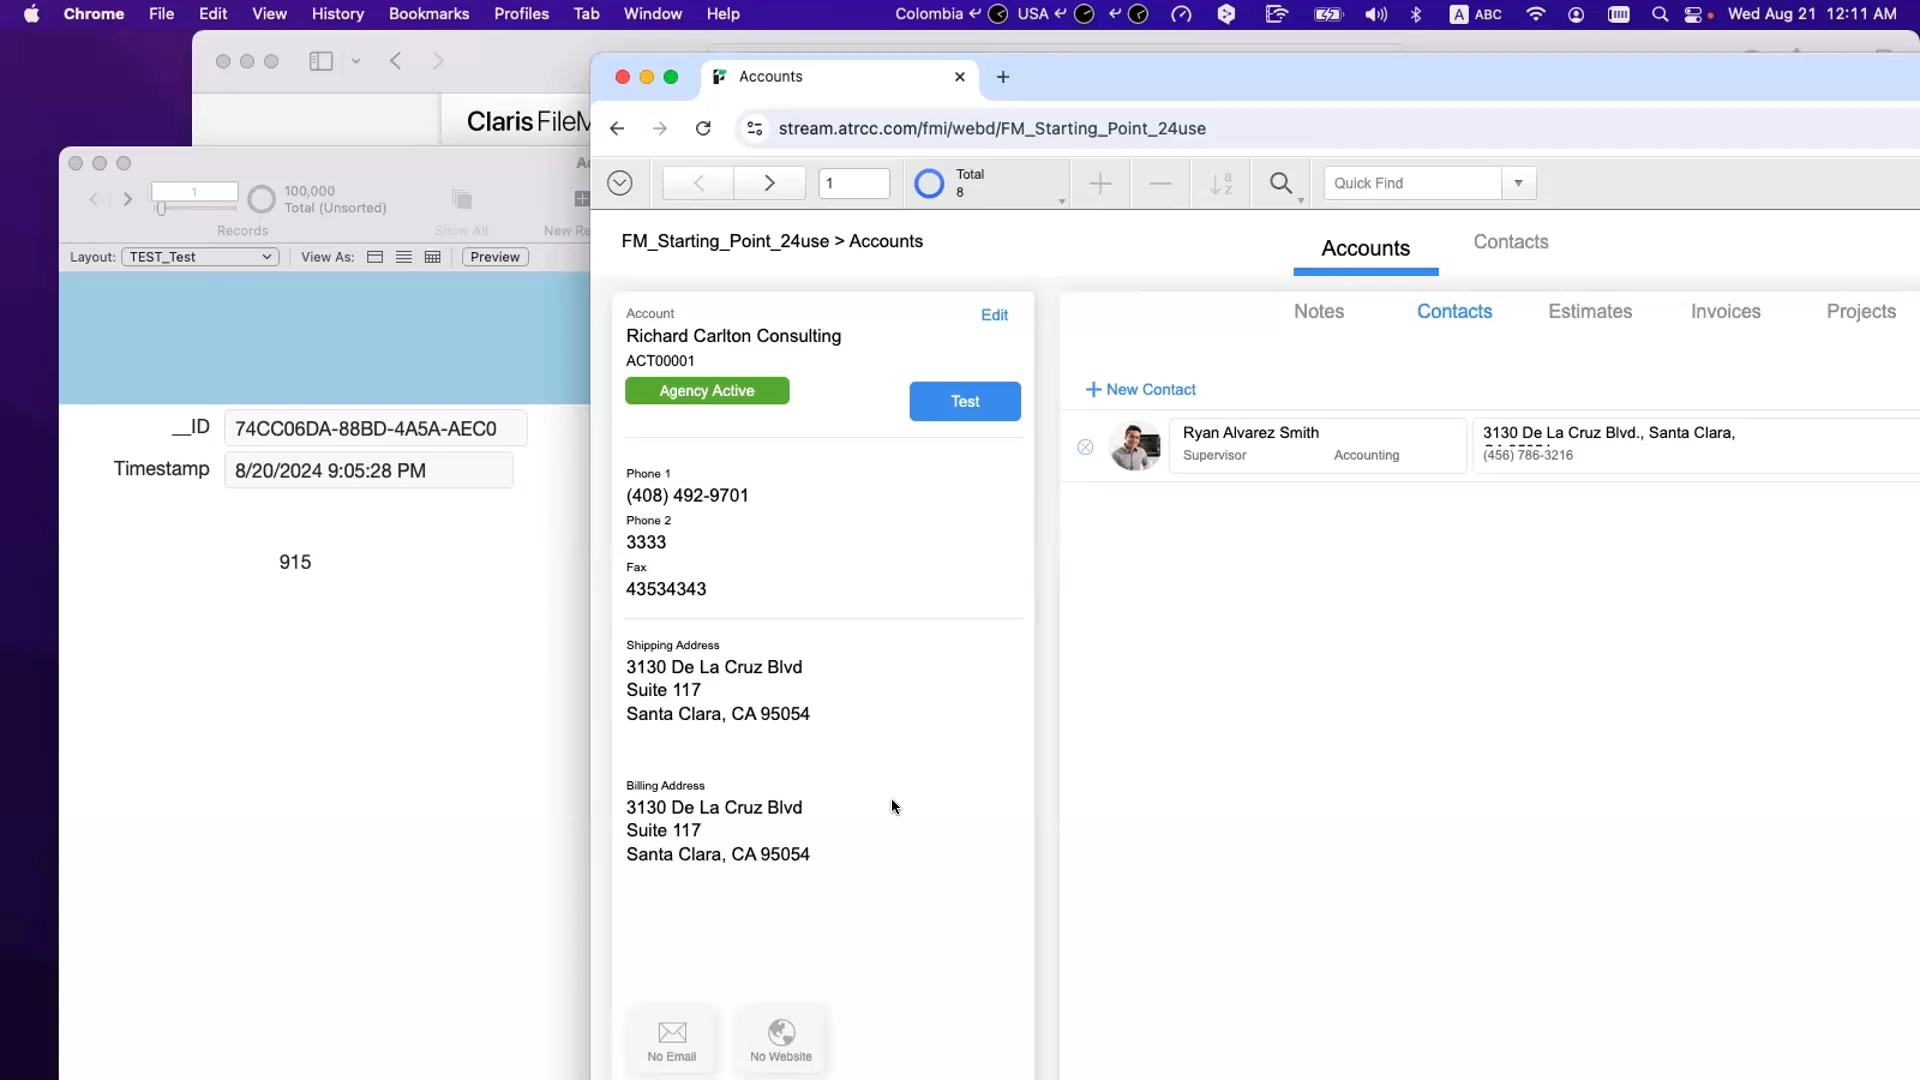 Chrome File Edit View History Bookmarks Profiles Tab Window Help Colombia USA A ABC Wed Aug 21 12:11 AM
Claris FileM
1
100,000
Total (Unsorted)
Records
Show All
New Re
Layout: TEST_Test View As: Preview
__ID 74CC06DA-88BD-4A5A-AEC0
Timestamp 8/20/2024 9:05:28 PM
915
Accounts
stream.atrcc.com/fmi/webd/FM_Starting_Point_24use
1
Total
8
Quick Find
FM_Starting_Point_24use > Accounts
Accounts
Contacts
Account
Edit
Richard Carlton Consulting
ACT00001
Agency Active
Test
Phone 1
(408) 492-9701
Phone 2
3333
Fax
43534343
Shipping Address
3130 De La Cruz Blvd
Suite 117
Santa Clara, CA 95054
Billing Address
3130 De La Cruz Blvd
Suite 117
Santa Clara, CA 95054
No Email
No Website
Notes Contacts Estimates Invoices Projects
+ New Contact
Ryan Alvarez Smith
Supervisor Accounting
3130 De La Cruz Blvd., Santa Clara,
(456) 786-3216